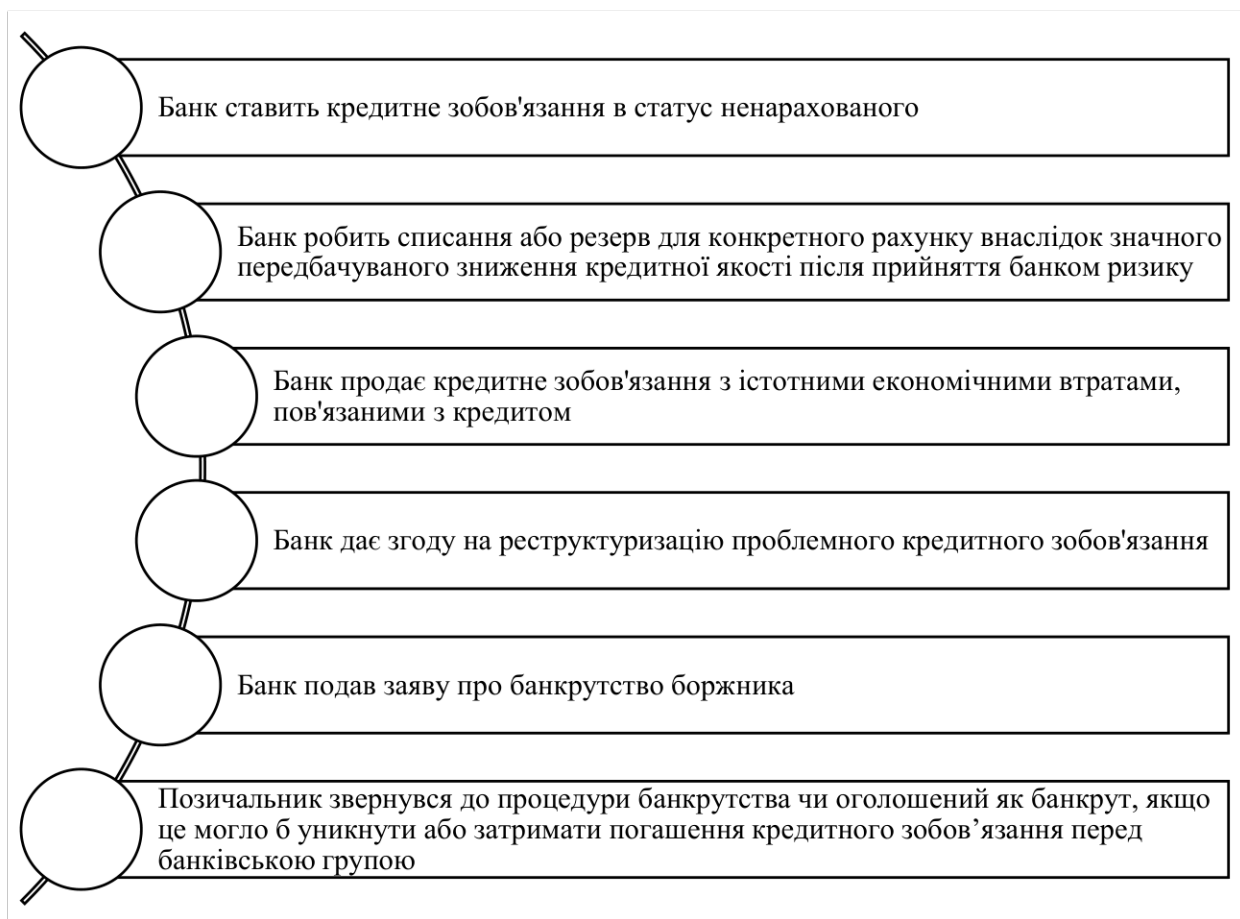 Банк ставить кредитне зобов'язання в статус ненарахованого
Банк робить списання або резерв для конкретного рахунку внаслідок значного
передбачуваного зниження кредитної якості після прийняття банком ризику
Банк продає кредитне зобов'язання з істотними економічними втратами,
пов'язаними з кредитом
Банк дає згоду на реструктуризацію проблемного кредитного зобов'язання
Банк подав заяву про банкрутство боржника
Позичальник звернувся до процедури банкрутства чи оголошений як банкрут, якщо
це могло б уникнути або затримати погашення кредитного зобов’язання перед
банківською групою